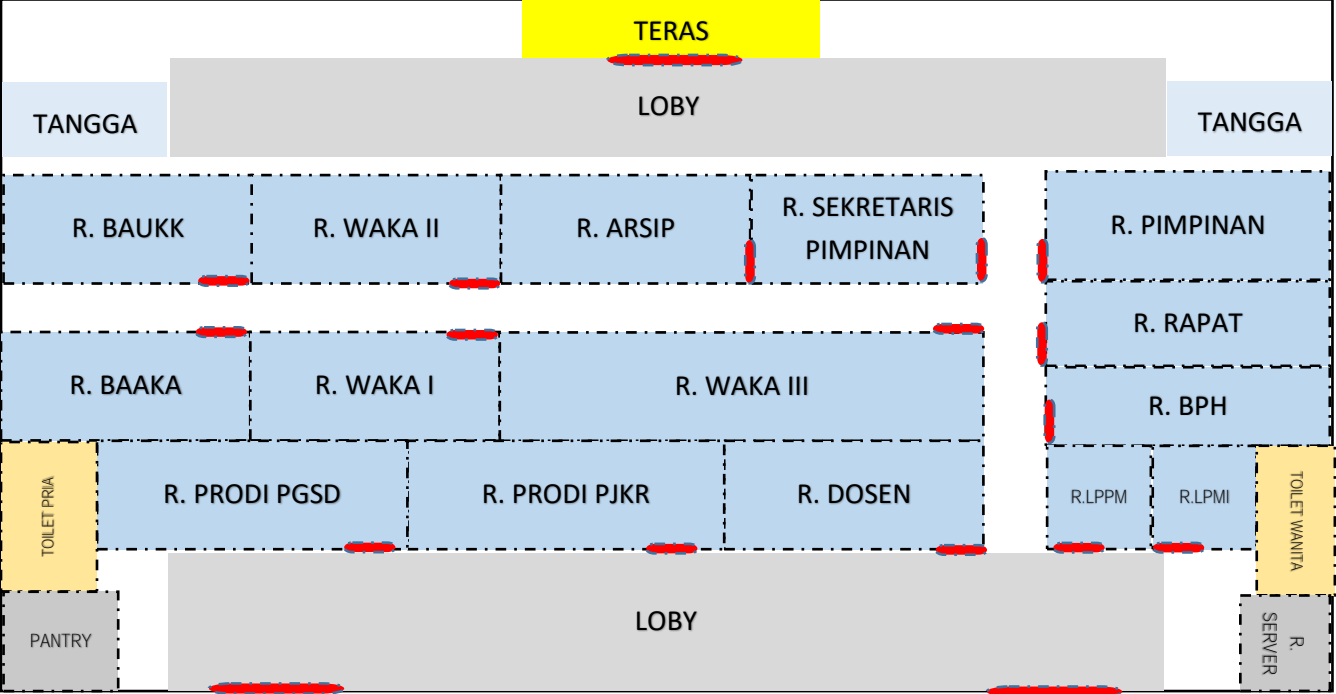 TERAS
LOBY
TANGGA
TANGGA
R. BAUKK
R. WAKA II
R. ARSIP
R. SEKRETARIS
PIMPINAN
R. PIMPINAN
R. RAPAT
R. BAAKA
R. WAKA I
R. WAKA III
R. BPH
TOILET PRIA
R. PRODI PGSD
R. PRODI PJKR
R. DOSEN
R.LPPM
R.LPMI
TOILET WANITA
PANTRY
LOBY
R.
SERVER